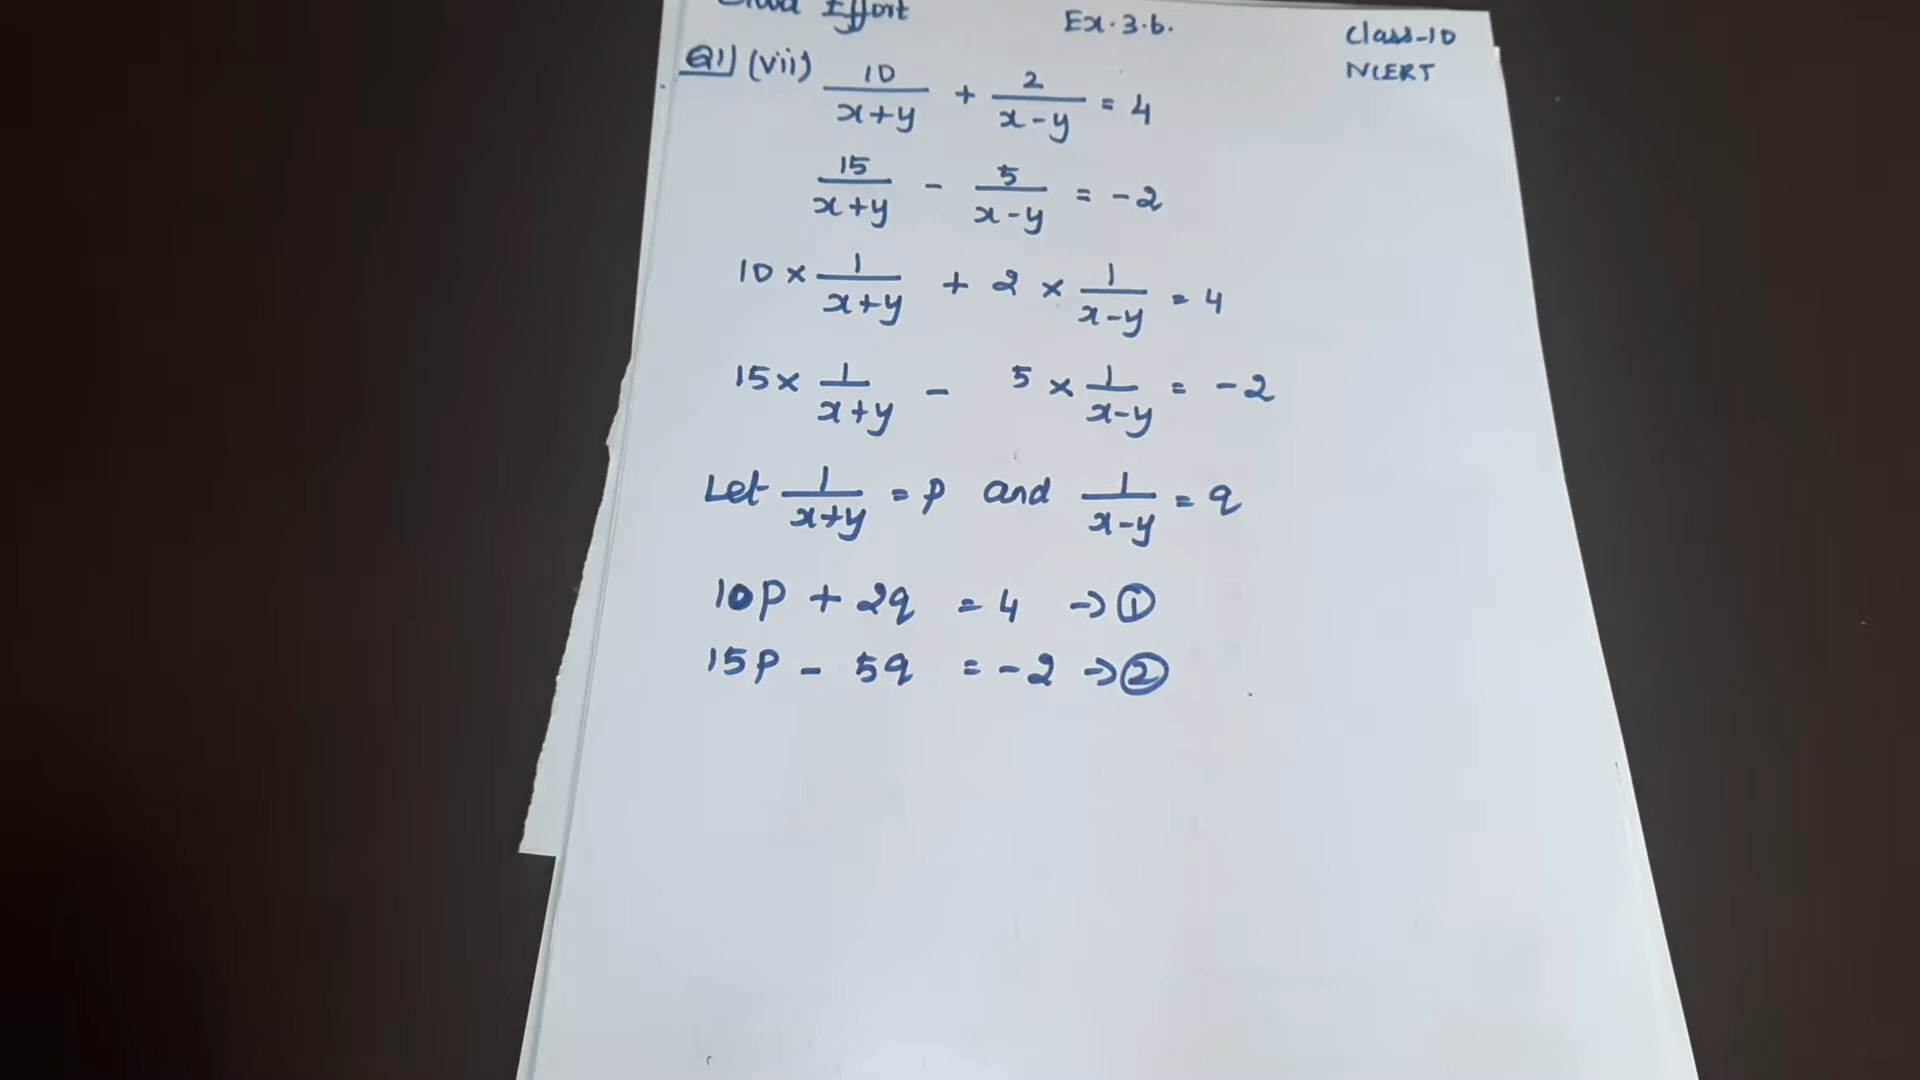 Effort
Ex.3.6.
Class-10
NCERT
Q1) (vii) 10/(x+y) + 2/(x-y) = 4
15/(x+y) - 5/(x-y) = -2
10 × 1/(x+y) + 2 × 1/(x-y) = 4
15 × 1/(x+y) - 5 × 1/(x-y) = -2
Let 1/(x+y) = p and 1/(x-y) = q
10p + 2q = 4 → ①
15p - 5q = -2 → ②